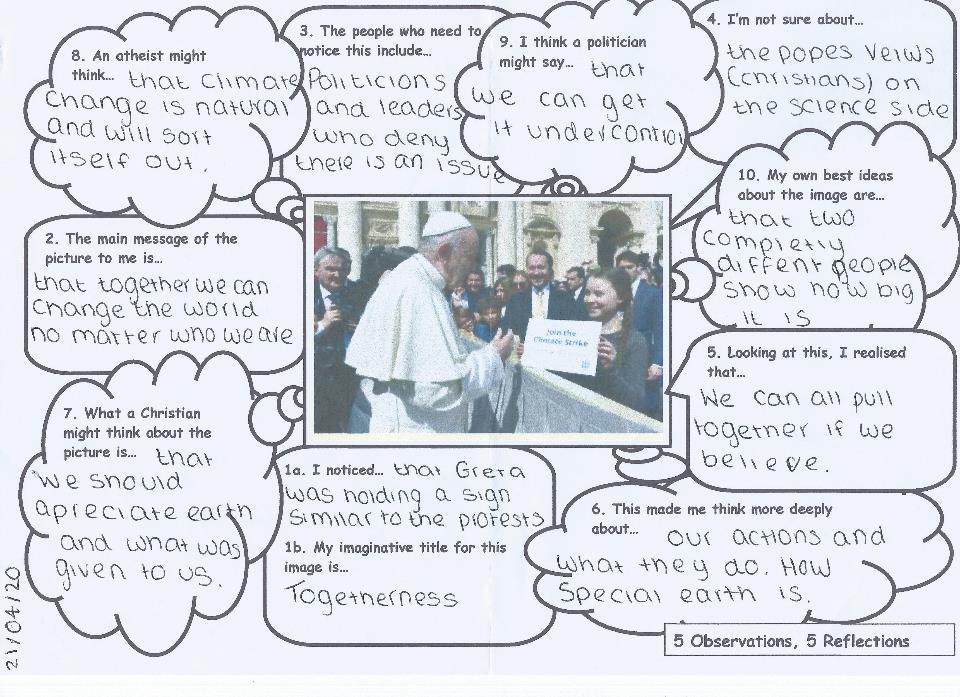 8. An atheist might
think... that Climate
Change is natural
and will sort
itself out.
3. The people who need to
notice this include...
Politicions
and leaders
who deny
there is an issue
9. I think a politician
might say... that
we can get
it under control
4. I'm not sure about...
the popes veiws
(christians) on
the science side
10. My own best ideas
about the image are...
that two
completly
diffent people
show how big
it is
2. The main message of the
picture to me is...
that together we can
change the world
no matter who we are
Join the
Climate Strike
5. Looking at this, I realised
that...
We can all pull
together if we
believe.
7. What a Christian
might think about the
picture is... that
we should
apreciate earth
and what was
given to us.
1a. I noticed... that Greta
was holding a sign
similar to the protests
1b. My imaginative title for this
image is...
Togetherness
6. This made me think more deeply
about... our actions and
what they do. How
special earth is.
5 Observations, 5 Reflections
21/04/20